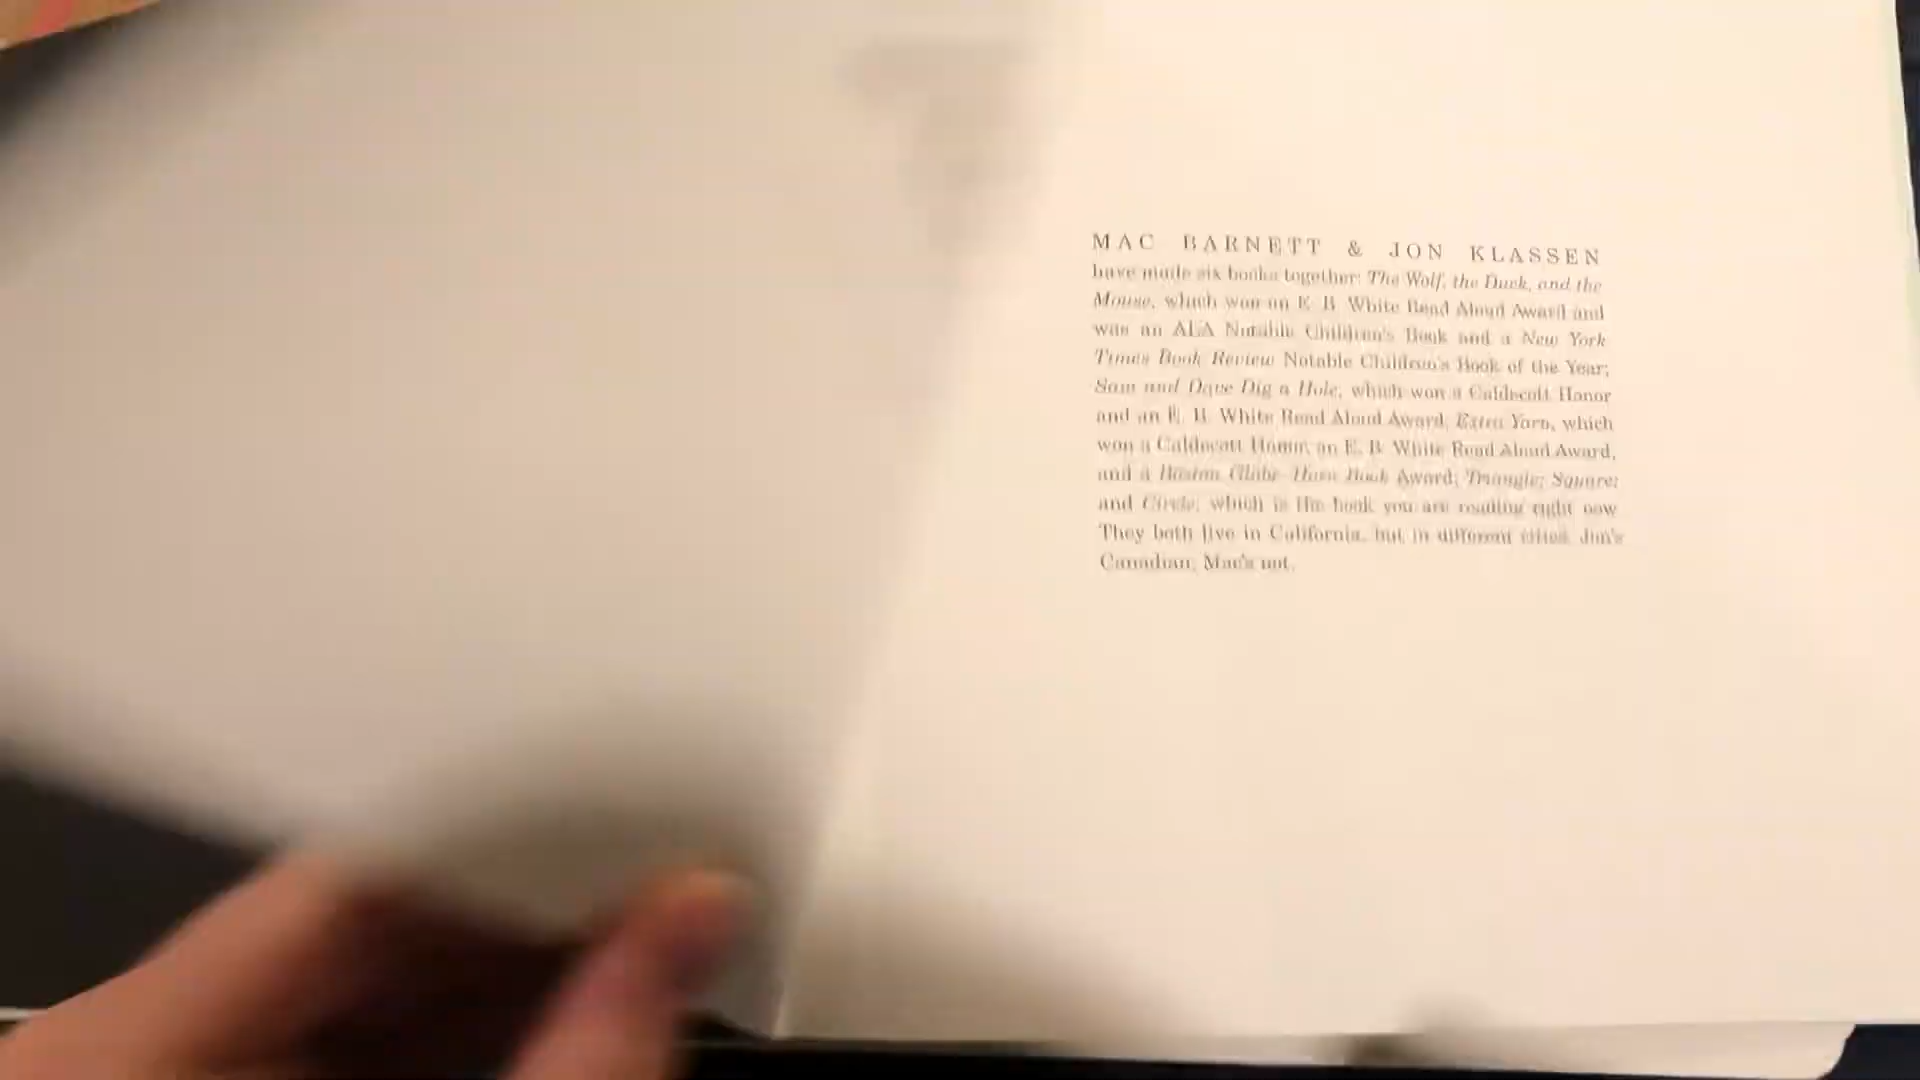 MAC BARNETT & JON KLASSEN
have made six books together: The Wolf, the Duck, and the
Mouse, which won an E. B. White Read Aloud Award and
was an ALA Notable Children's Book and a New York
Times Book Review Notable Children's Book of the Year;
Sam and Dave Dig a Hole, which won a Caldecott Honor
and an E. B. White Read Aloud Award; Extra Yarn, which
won a Caldecott Honor, an E. B. White Read Aloud Award,
and a Boston Globe–Horn Book Award; Triangle; Square;
and Circle, which is the book you are reading right now.
They both live in California, but in different cities. Jon's
Canadian; Mac's not.